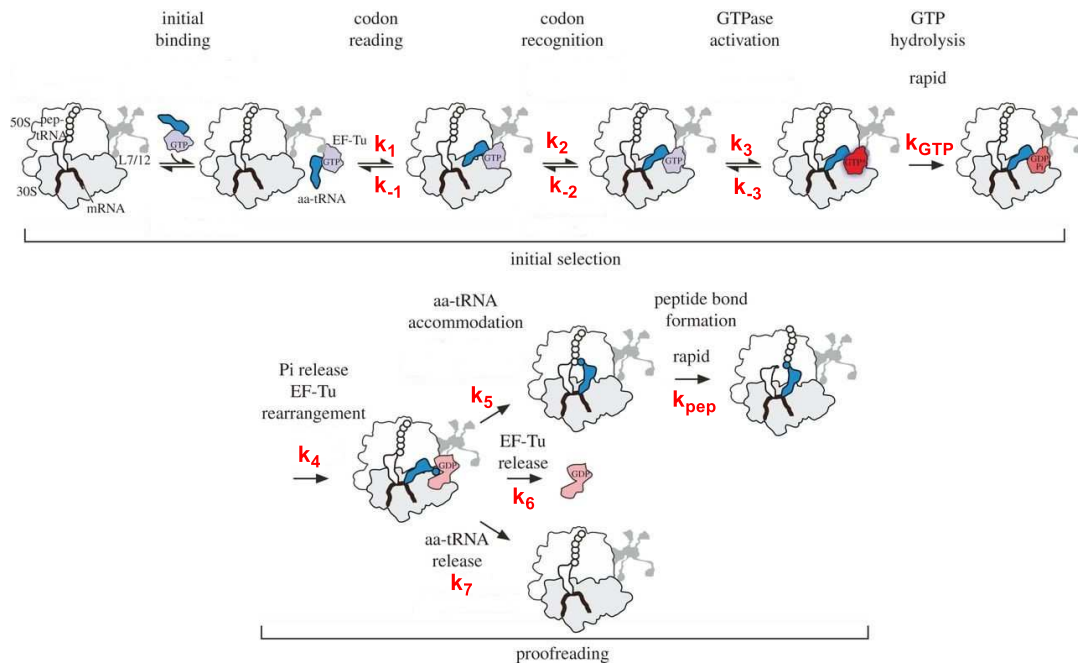 initial
binding
codon
reading
codon
recognition
GTPase
activation
GTP
hydrolysis
rapid
50S
pep-
tRNA
GTP
L7/12
30S
mRNA
EF-Tu
GTP
aa-tRNA
k1
k-1
GTP
k2
k-2
GTP
k3
k-3
GTP*
kGTP
GDP
Pi
initial selection
Pi release
EF-Tu
rearrangement
k4
GDP
aa-tRNA
accommodation
k5
EF-Tu
release
k6
GDP
aa-tRNA
release
k7
peptide bond
formation
rapid
kpep
proofreading